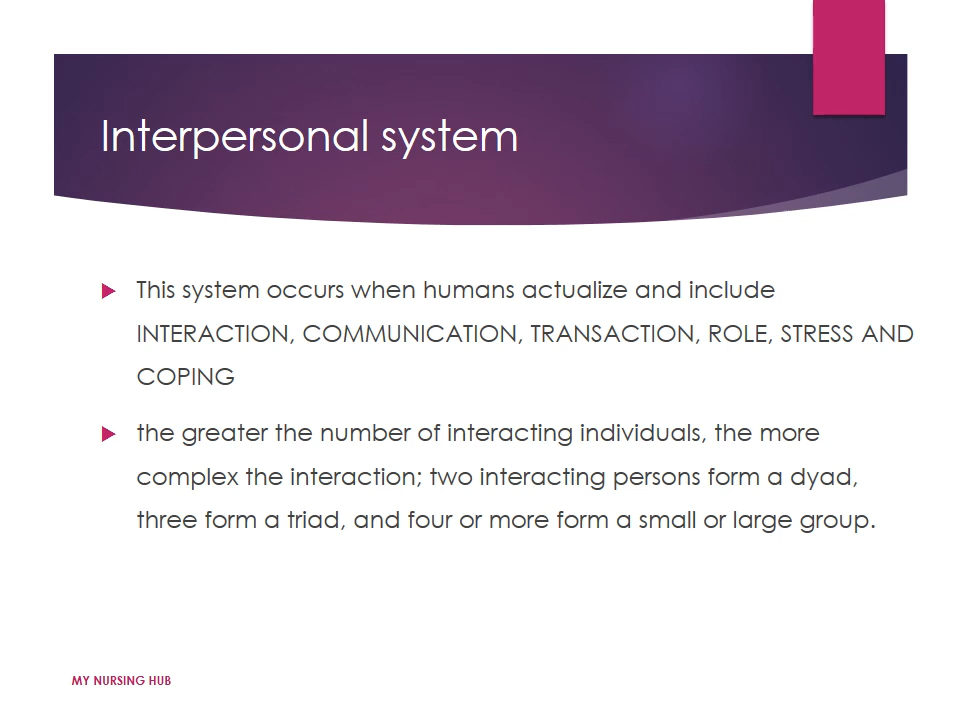 Interpersonal system
This system occurs when humans actualize and include
INTERACTION, COMMUNICATION, TRANSACTION, ROLE, STRESS AND
COPING
the greater the number of interacting individuals, the more
complex the interaction; two interacting persons form a dyad,
three form a triad, and four or more form a small or large group.
MY NURSING HUB